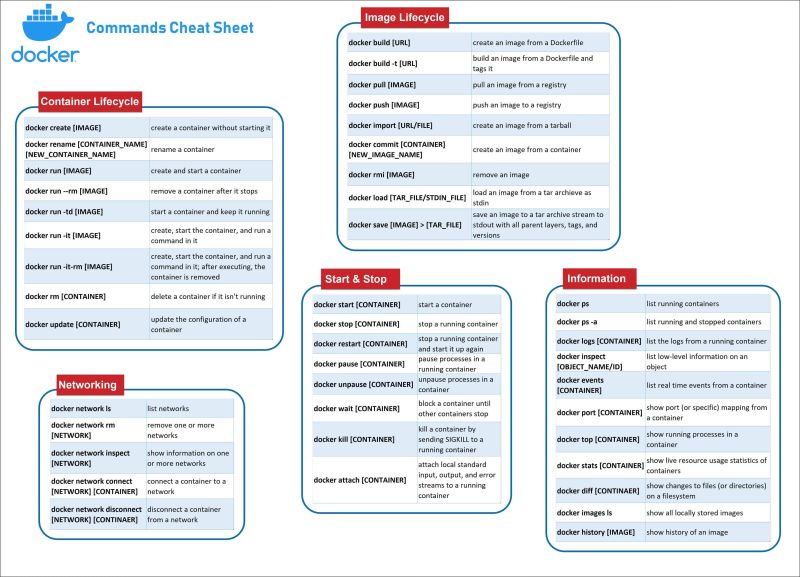 docker
Commands Cheat Sheet
Image Lifecycle
docker build [URL] create an image from a Dockerfile
docker build -t [URL] build an image from a Dockerfile and
tags it
docker pull [IMAGE] pull an image from a registry
docker push [IMAGE] push an image to a registry
docker import [URL/FILE] create an image from a tarball
docker commit [CONTAINER]
[NEW_IMAGE_NAME] create an image from a container
docker rmi [IMAGE] remove an image
docker load [TAR_FILE/STDIN_FILE] load an image from a tar archieve as
stdin
docker save [IMAGE] > [TAR_FILE] save an image to a tar archive stream to
stdout with all parent layers, tags, and
versions
Container Lifecycle
docker create [IMAGE] create a container without starting it
docker rename [CONTAINER_NAME]
[NEW_CONTAINER_NAME] rename a container
docker run [IMAGE] create and start a container
docker run --rm [IMAGE] remove a container after it stops
docker run -td [IMAGE] start a container and keep it running
docker run -it [IMAGE] create, start the container, and run a
command in it
docker run -it-rm [IMAGE] create, start the container, and run a
command in it; after executing, the
container is removed
docker rm [CONTAINER] delete a container if it isn't running
docker update [CONTAINER] update the configuration of a
container
Start & Stop
docker start [CONTAINER] start a container
docker stop [CONTAINER] stop a running container
docker restart [CONTAINER] stop a running container
and start it up again
docker pause [CONTAINER] pause processes in a
running container
docker unpause [CONTAINER] unpause processes in a
container
docker wait [CONTAINER] block a container until
other containers stop
docker kill [CONTAINER] kill a container by
sending SIGKILL to a
running container
docker attach [CONTAINER] attach local standard
input, output, and error
streams to a running
container
Information
docker ps list running containers
docker ps -a list running and stopped containers
docker logs [CONTAINER] list the logs from a running container
docker inspect
[OBJECT_NAME/ID] list low-level information on an
object
docker events
[CONTAINER] list real time events from a container
docker port [CONTAINER] show port (or specific) mapping from
a container
docker top [CONTAINER] show running processes in a
container
docker stats [CONTAINER] show live resource usage statistics of
containers
docker diff [CONTINAER] show changes to files (or directories)
on a filesystem
docker images ls show all locally stored images
docker history [IMAGE] show history of an image
Networking
docker network ls list networks
docker network rm
[NETWORK] remove one or more
networks
docker network inspect
[NETWORK] show information on one
or more networks
docker network connect
[NETWORK] [CONTAINER] connect a container to a
network
docker network disconnect
[NETWORK] [CONTINAER] disconnect a container
from a network